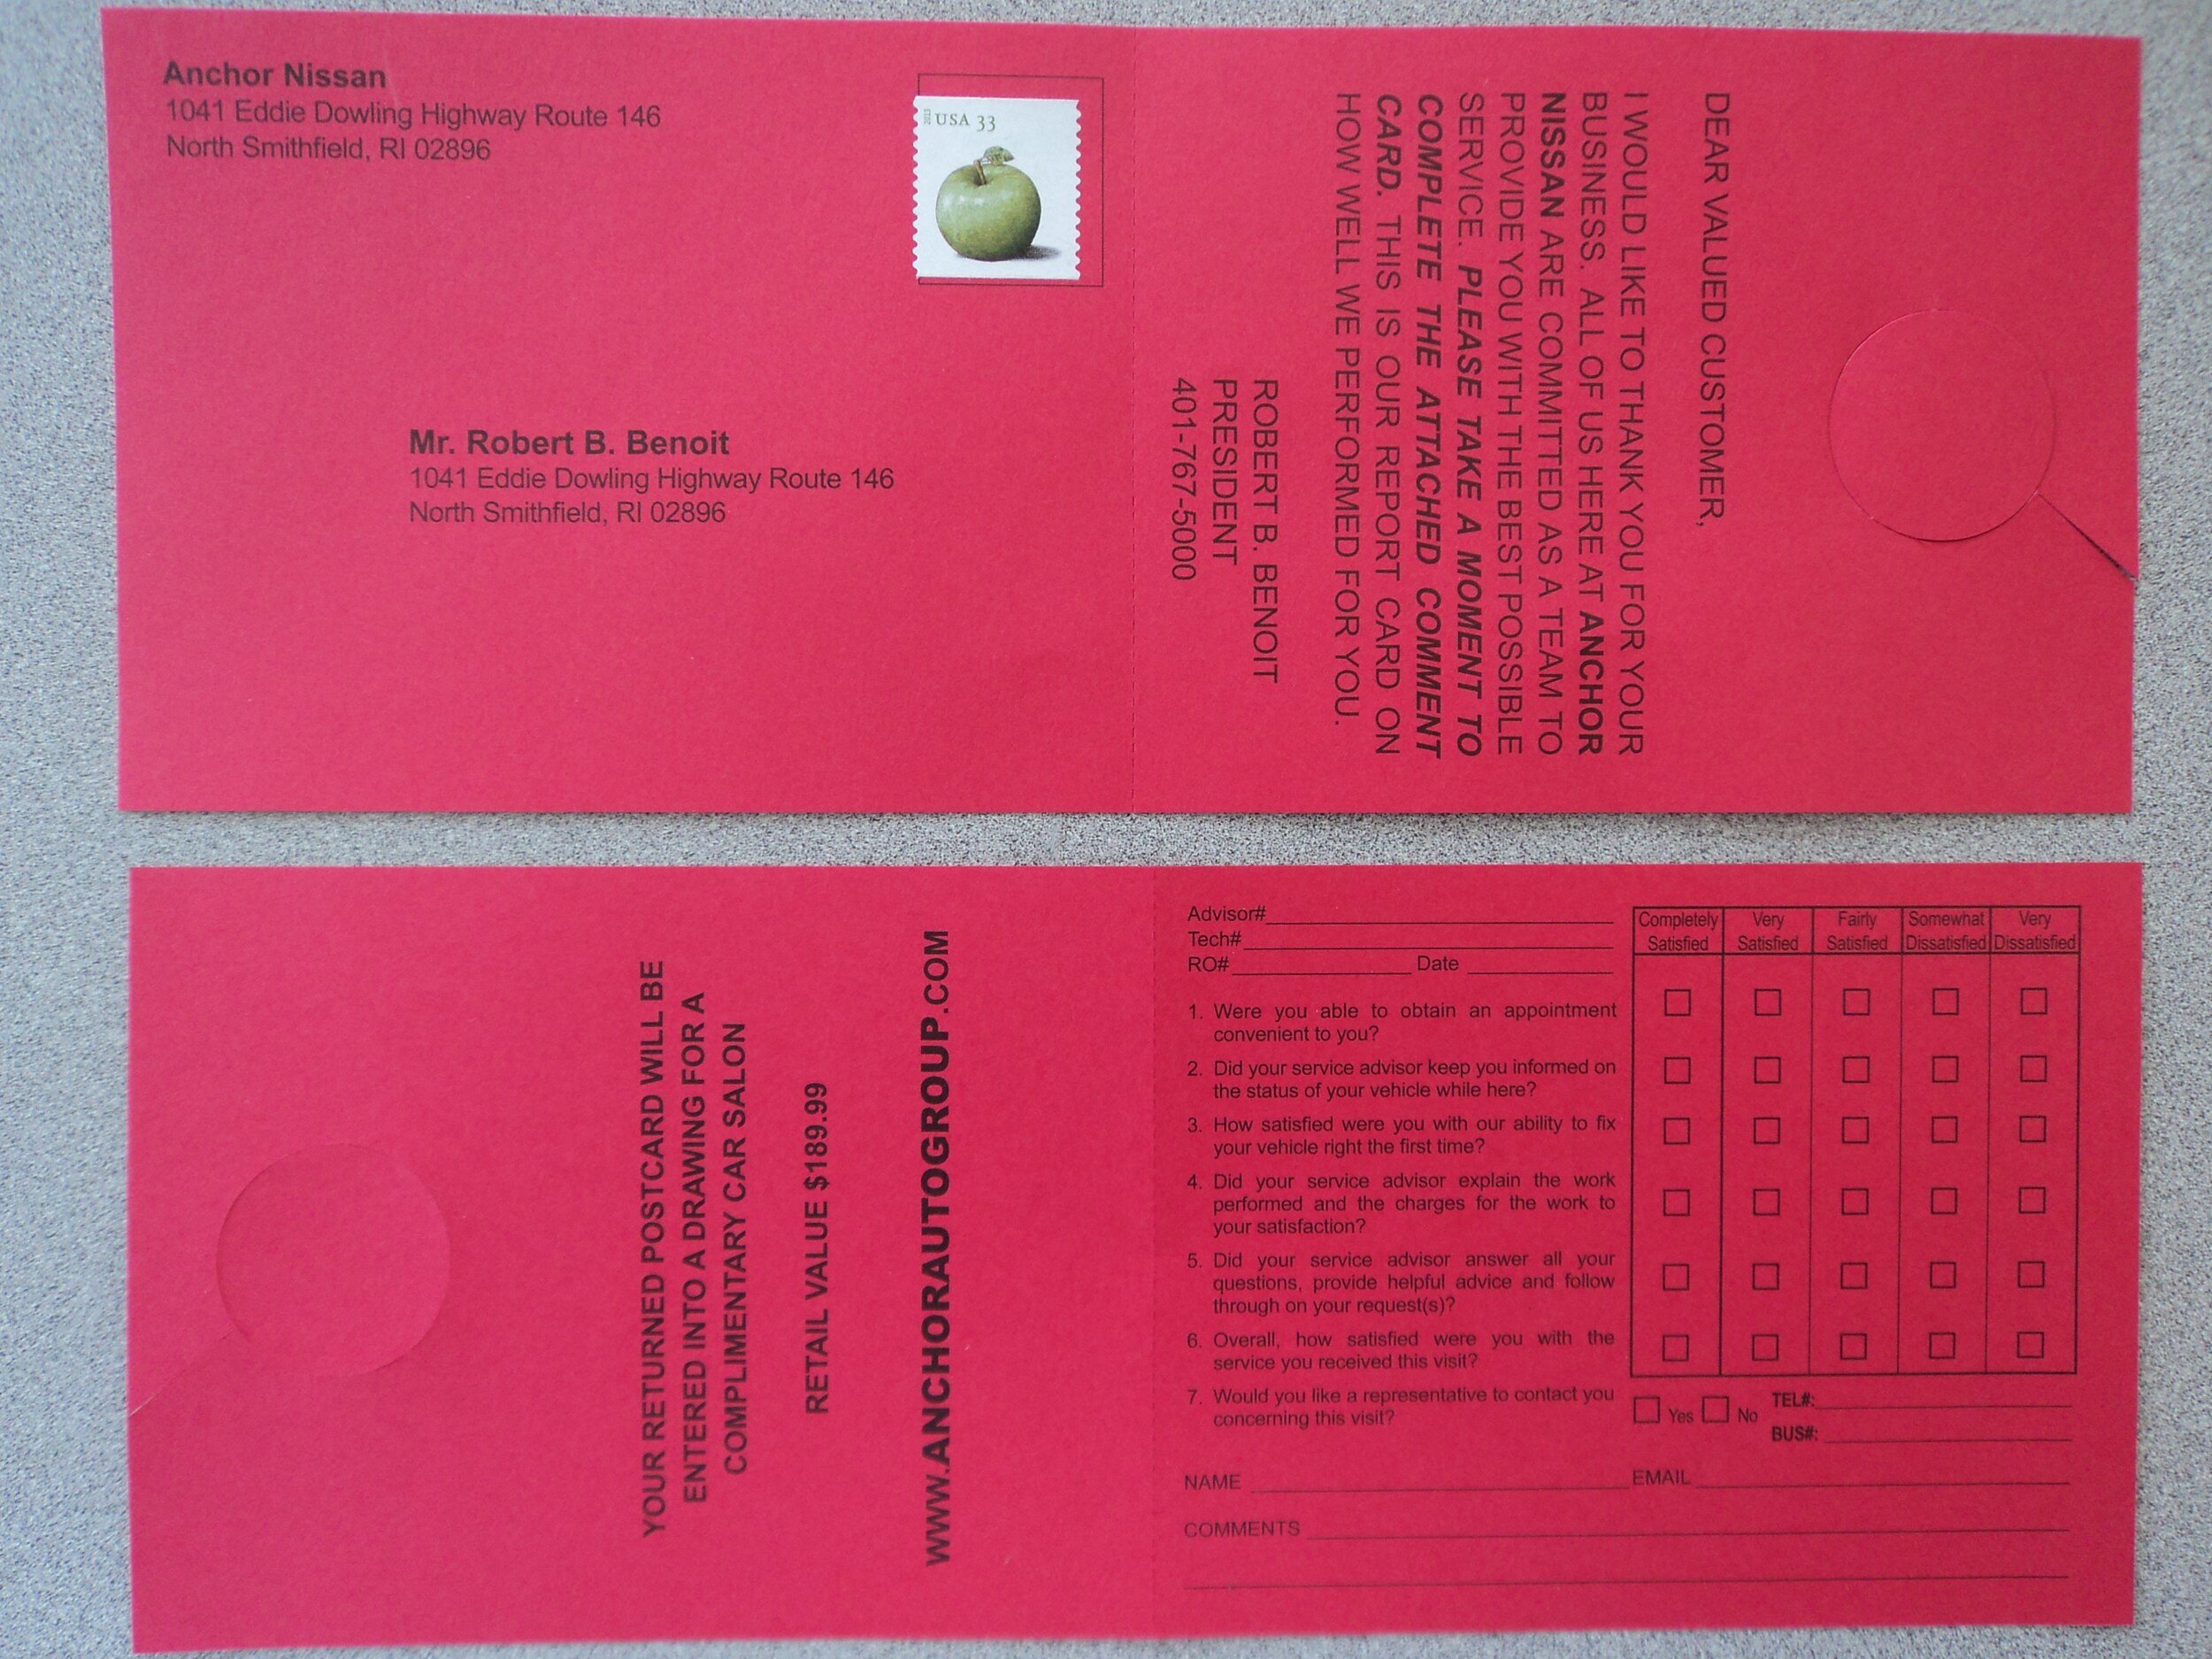 Anchor Nissan
1041 Eddie Dowling Highway Route 146
North Smithfield, RI 02896
USA 33
Mr. Robert B. Benoit
1041 Eddie Dowling Highway Route 146
North Smithfield, RI 02896
DEAR VALUED CUSTOMER,
I WOULD LIKE TO THANK YOU FOR YOUR
BUSINESS. ALL OF US HERE AT ANCHOR
NISSAN ARE COMMITTED AS A TEAM TO
PROVIDE YOU WITH THE BEST POSSIBLE
SERVICE. PLEASE TAKE A MOMENT TO
COMPLETE THE ATTACHED COMMENT
CARD. THIS IS OUR REPORT CARD ON
HOW WELL WE PERFORMED FOR YOU.
ROBERT B. BENOIT
PRESIDENT
401-767-5000
YOUR RETURNED POSTCARD WILL BE
ENTERED INTO A DRAWING FOR A
COMPLIMENTARY CAR SALON
RETAIL VALUE $189.99
WWW.ANCHORAUTOGROUP.COM
Advisor#
Tech#
RO# Date
Completely Satisfied Very Satisfied Fairly Satisfied Somewhat Dissatisfied Very Dissatisfied
1. Were you able to obtain an appointment
convenient to you?
2. Did your service advisor keep you informed on
the status of your vehicle while here?
3. How satisfied were you with our ability to fix
your vehicle right the first time?
4. Did your service advisor explain the work
performed and the charges for the work to
your satisfaction?
5. Did your service advisor answer all your
questions, provide helpful advice and follow
through on your request(s)?
6. Overall, how satisfied were you with the
service you received this visit?
7. Would you like a representative to contact you
concerning this visit?
Yes No TEL#:
BUS#:
NAME EMAIL
COMMENTS